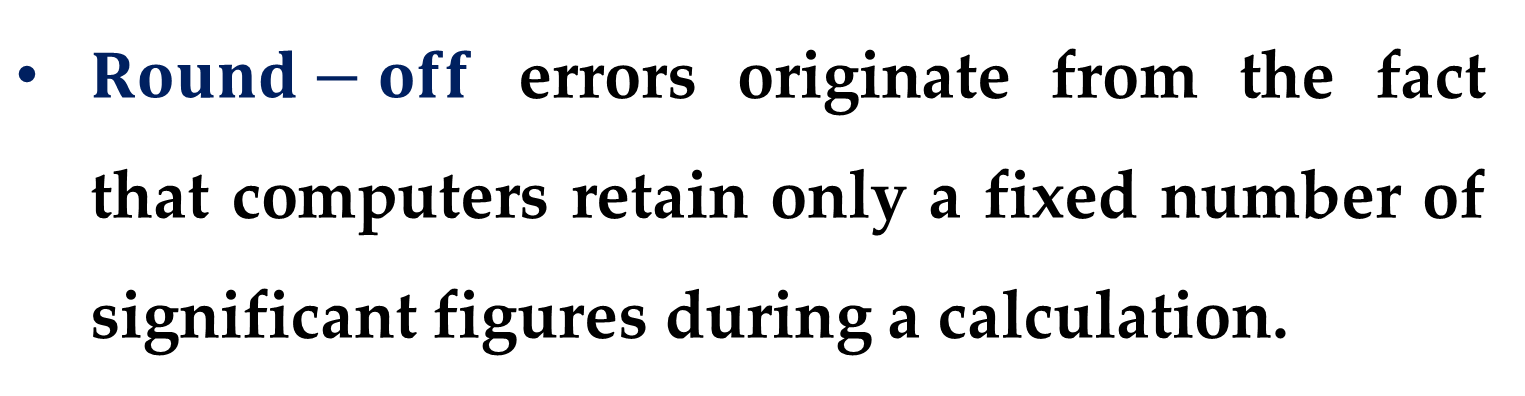 • Round – off errors originate from the fact
that computers retain only a fixed number of
significant figures during a calculation.